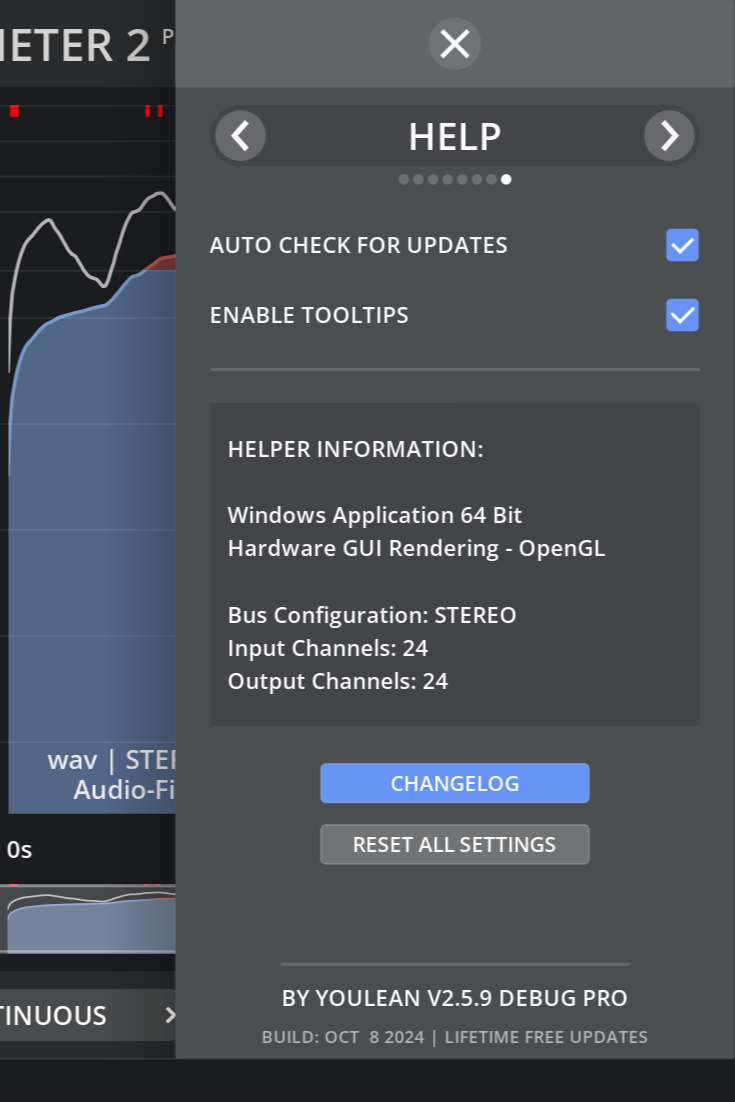 METER 2 P
HELP
AUTO CHECK FOR UPDATES
ENABLE TOOLTIPS
HELPER INFORMATION:
Windows Application 64 Bit
Hardware GUI Rendering - OpenGL
Bus Configuration: STEREO
Input Channels: 24
Output Channels: 24
wav | STER
Audio-Fi
CHANGELOG
RESET ALL SETTINGS
0s
TINUOUS
BY YOULEAN V2.5.9 DEBUG PRO
BUILD: OCT  8 2024 | LIFETIME FREE UPDATES